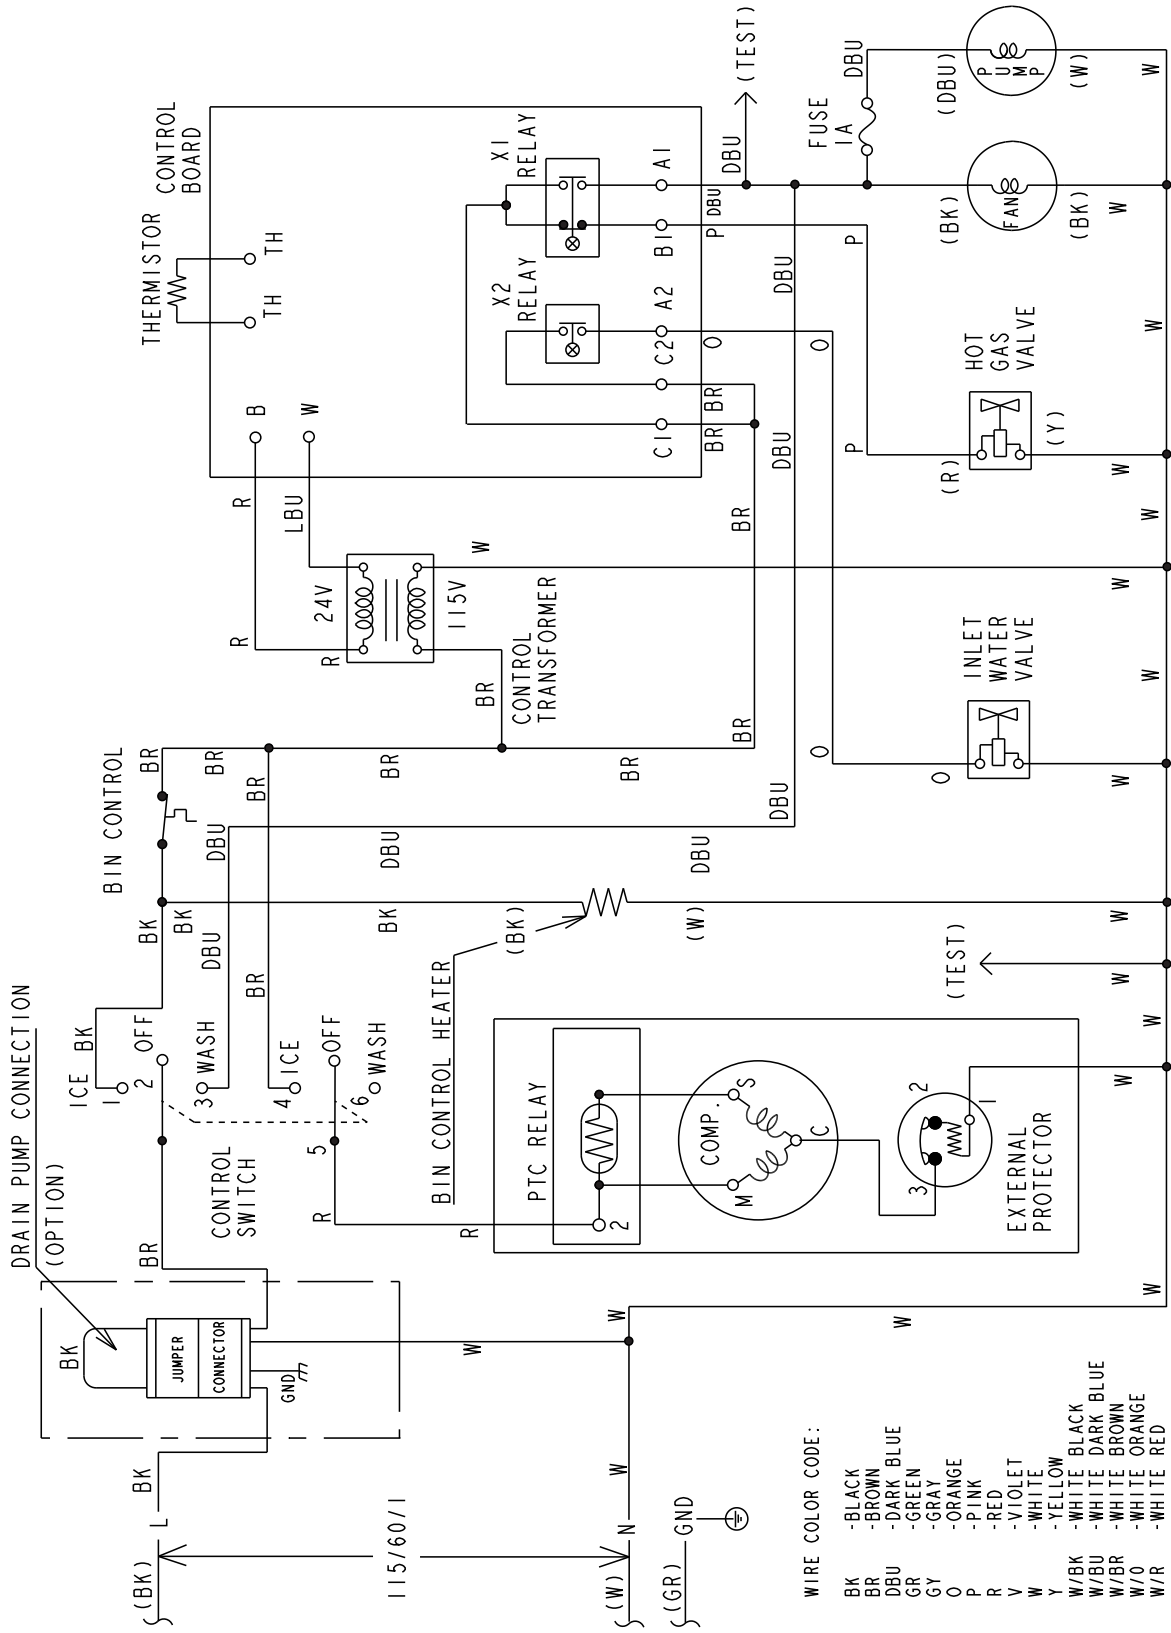 DRAIN PUMP CONNECTION
(OPTION)
BK
JUMPER
CONNECTOR
GND
(BK)
L
BK
BR
115/60/1
(W)
N
W
W
W
(GR)
GND
ICE
BK
1
OFF
2
WASH
3
ICE
4
OFF
5
WASH
6
CONTROL
SWITCH
R
R
BIN CONTROL
BK
BK
BK
DBU
DBU
DBU
DBU
DBU
BR
BR
BR
BR
BR
BR
BR
BR
BR
BIN CONTROL HEATER
(BK)
(W)
W
(TEST)
W
W
W
PTC RELAY
2
COMP.
S
M
C
EXTERNAL
PROTECTOR
3
2
1
W
W
THERMISTOR
TH
TH
CONTROL
BOARD
B
W
R
LBU
R
R
24V
115V
W
CONTROL
TRANSFORMER
X1
RELAY
X2
RELAY
A1
B1
A2
C2
C1
BR
BR
O
P
DBU
DBU
(TEST)
DBU
DBU
O
O
O
P
P
FUSE
1A
DBU
(DBU)
PUMP
(W)
W
(BK)
FAN
(BK)
W
W
HOT
GAS
VALVE
(R)
(Y)
W
W
W
INLET
WATER
VALVE
W
W
WIRE COLOR CODE:
BK -BLACK
BR -BROWN
DBU -DARK BLUE
GR -GREEN
GY -GRAY
O -ORANGE
P -PINK
R -RED
V -VIOLET
W -WHITE
Y -YELLOW
W/BK -WHITE BLACK
W/BU -WHITE DARK BLUE
W/BR -WHITE BROWN
W/O -WHITE ORANGE
W/R -WHITE RED